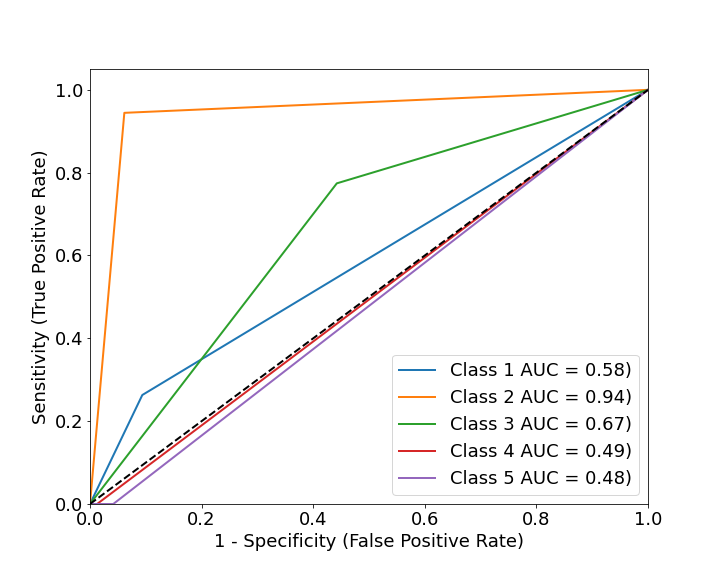 Sensitivity (True Positive Rate)
1.0
0.8
0.6
0.4
0.2
0.0
Class 1 AUC = 0.58)
Class 2 AUC = 0.94)
Class 3 AUC = 0.67)
Class 4 AUC = 0.49)
Class 5 AUC = 0.48)
0.0 0.2 0.4 0.6 0.8 1.0
1 - Specificity (False Positive Rate)